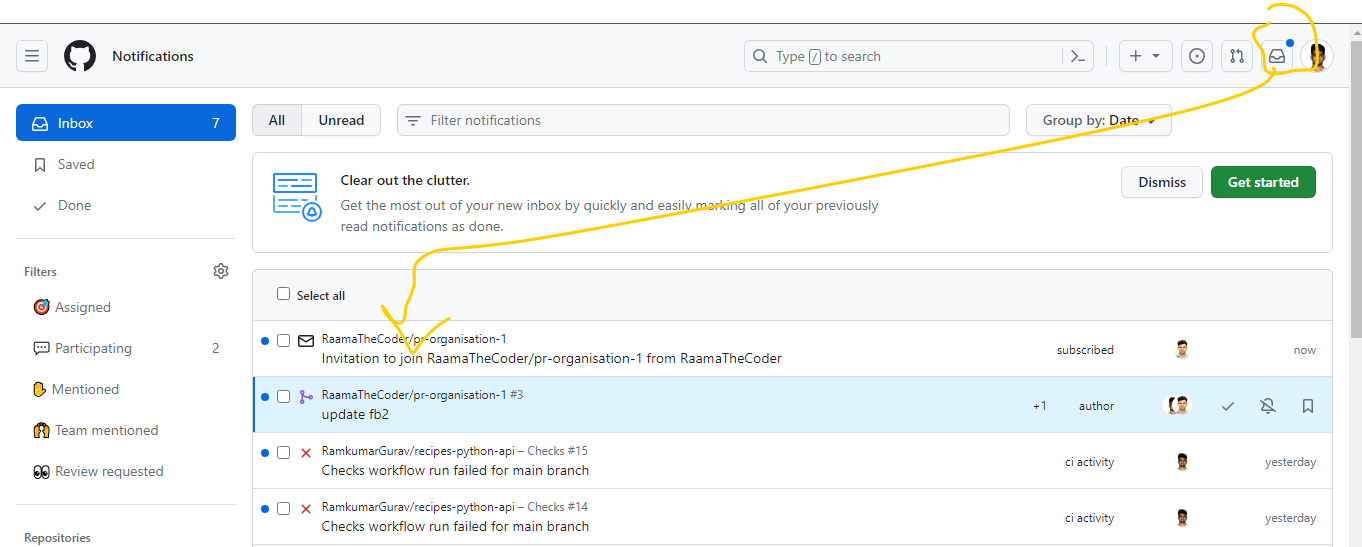 Notifications
Type / to search
Inbox 7
Saved
Done
Filters
Assigned
Participating 2
Mentioned
Team mentioned
Review requested
Repositories
All Unread Filter notifications Group by: Date
Clear out the clutter.
Get the most out of your new inbox by quickly and easily marking all of your previously
read notifications as done.
Dismiss Get started
Select all
RaamaTheCoder/pr-organisation-1
Invitation to join RaamaTheCoder/pr-organisation-1 from RaamaTheCoder
subscribed now
RaamaTheCoder/pr-organisation-1 #3
update fb2
+1 author
RamkumarGurav/recipes-python-api – Checks #15
Checks workflow run failed for main branch
ci activity yesterday
RamkumarGurav/recipes-python-api – Checks #14
Checks workflow run failed for main branch
ci activity yesterday